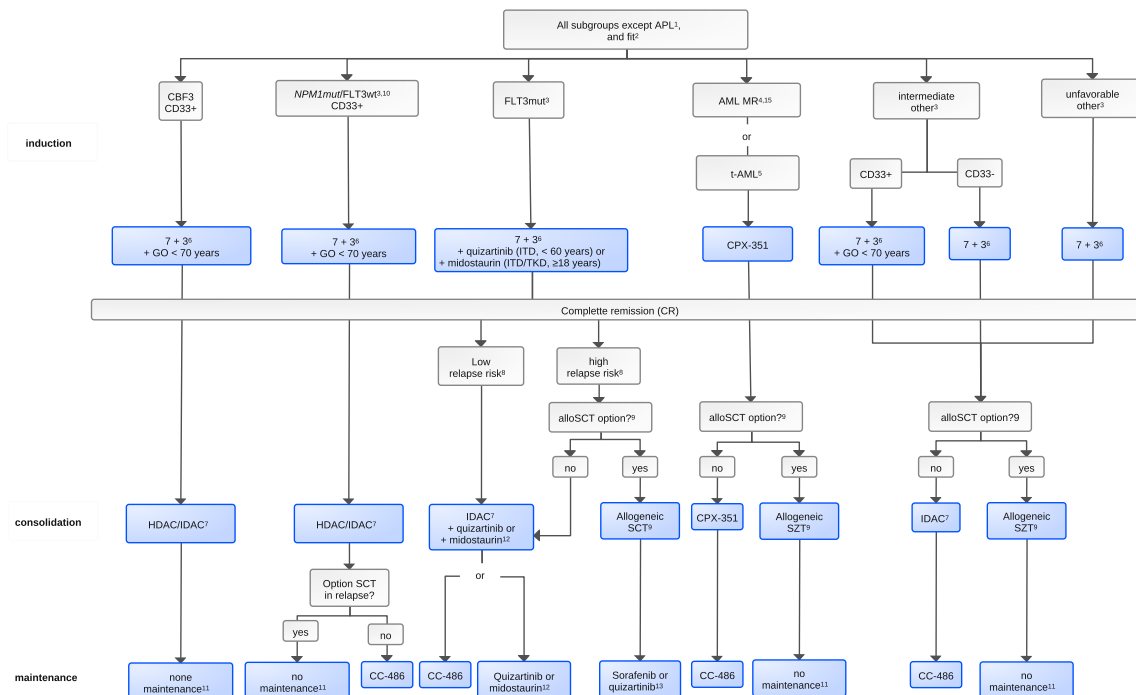 All subgroups except APL¹,
and fit²
CBF3
CD33+
NPM1mut/FLT3wt³,¹⁰
CD33+
FLT3mut³
AML MR⁴,¹⁵
intermediate
other³
unfavorable
other³
induction
or
t-AML⁵
CD33+
CD33-
7 + 3⁶
+ GO < 70 years
7 + 3⁶
+ GO < 70 years
7 + 3⁶
+ quizartinib (ITD, < 60 years) or
+ midostaurin (ITD/TKD, ≥18 years)
CPX-351
7 + 3⁶
+ GO < 70 years
7 + 3⁶
7 + 3⁶
Complette remission (CR)
Low
relapse risk⁸
high
relapse risk⁸
alloSCT option?⁹
alloSCT option?⁹
alloSCT option?9
no
yes
no
yes
no
yes
consolidation
HDAC/IDAC⁷
HDAC/IDAC⁷
IDAC⁷
+ quizartinib or
+ midostaurin¹²
Allogeneic
SCT⁹
CPX-351
Allogeneic
SZT⁹
IDAC⁷
Allogeneic
SZT⁹
Option SCT
in relapse?
or
yes
no
maintenance
none
maintenance¹¹
no
maintenance¹¹
CC-486
CC-486
Quizartinib or
midostaurin¹²
Sorafenib or
quizartinib¹³
CC-486
no
maintenance¹¹
CC-486
no
maintenance¹¹